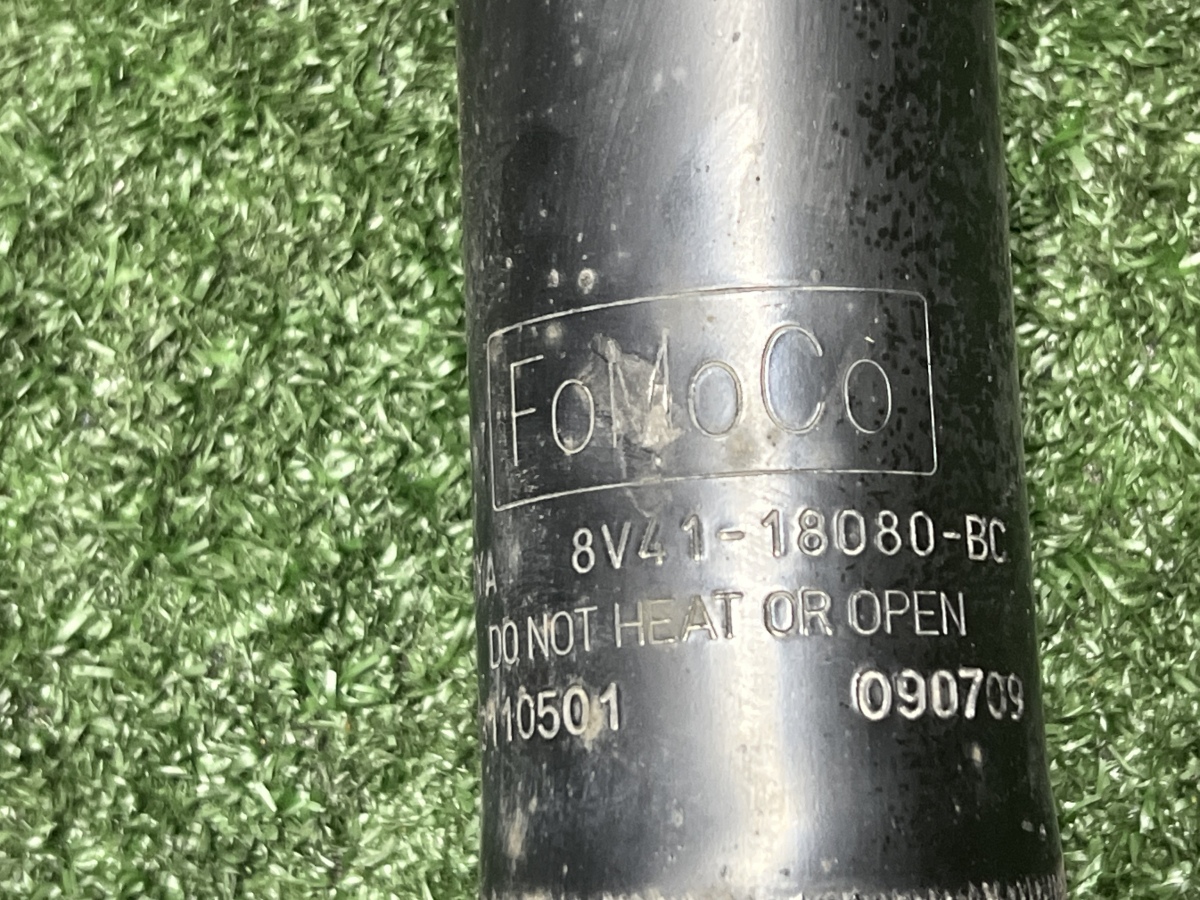 FoMoCo
8V41-18080-BC
DO NOT HEAT OR OPEN
110501 090709